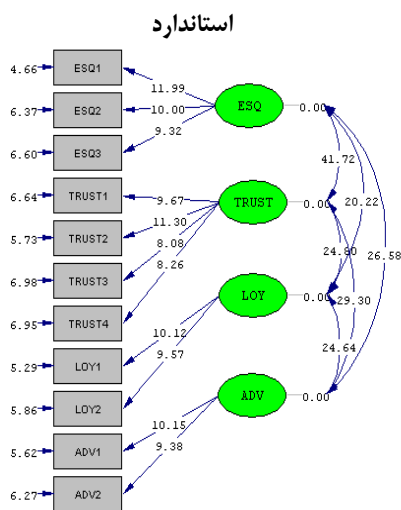 استاندارد
4.66 ESQ1
11.99
6.37 ESQ2 10.00 ESQ 0.00
9.32
6.60 ESQ3 41.72
6.64 TRUST1 9.67 TRUST 0.00 20.22
11.30
5.73 TRUST2
8.08 24.80 26.58
6.98 TRUST3 8.26
LOY 0.00 29.30
6.95 TRUST4
10.12
5.29 LOY1 24.64
9.57
5.86 LOY2 ADV 0.00
10.15
5.62 ADV1 9.38
6.27 ADV2